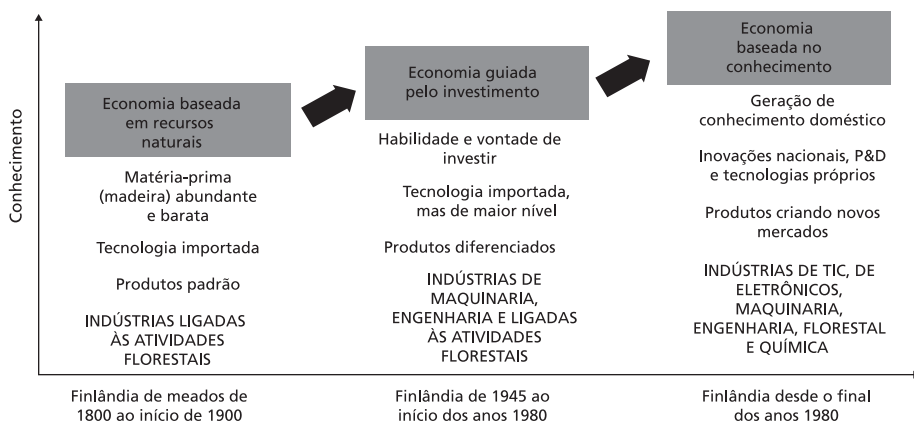 Conhecimento
Economia baseada
em recursos
naturais
Matéria-prima
(madeira) abundante
e barata
Tecnologia importada
Produtos padrão
INDÚSTRIAS LIGADAS
ÀS ATIVIDADES
FLORESTAIS
Finlândia de meados de
1800 ao início de 1900
Economia guiada
pelo investimento
Habilidade e vontade de
investir
Tecnologia importada,
mas de maior nível
Produtos diferenciados
INDÚSTRIAS DE
MAQUINARIA,
ENGENHARIA E LIGADAS
ÀS ATIVIDADES
FLORESTAIS
Finlândia de 1945 ao
início dos anos 1980
Economia
baseada no
conhecimento
Geração de
conhecimento doméstico
Inovações nacionais, P&D
e tecnologias próprios
Produtos criando novos
mercados
INDÚSTRIAS DE TIC, DE
ELETRÔNICOS,
MAQUINARIA,
ENGENHARIA, FLORESTAL
E QUÍMICA
Finlândia desde o final
dos anos 1980